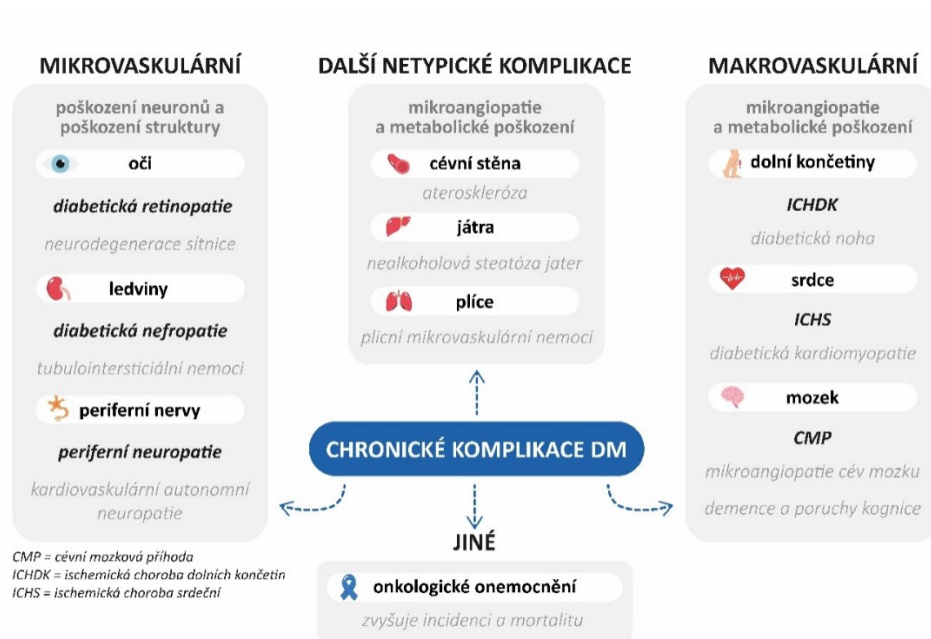 MIKROVASKULÁRNÍ
poškození neuronů a
poškození struktury
oči
diabetická retinopatie
neurodegenerace sítnice
ledviny
diabetická nefropatie
tubulointersticiální nemoci
periferní nervy
periferní neuropatie
kardiovaskulární autonomní
neuropatie
CMP = cévní mozková příhoda
ICHDK = ischemická choroba dolních končetin
ICHS = ischemická choroba srdeční
DALŠÍ NETYPICKÉ KOMPLIKACE
mikroangiopatie
a metabolické poškození
cévní stěna
ateroskleróza
játra
nealkoholová steatóza jater
plíce
plicní mikrovaskulární nemoci
CHRONICKÉ KOMPLIKACE DM
JINÉ
onkologické onemocnění
zvyšuje incidenci a mortalitu
MAKROVASKULÁRNÍ
mikroangiopatie
a metabolické poškození
dolní končetiny
ICHDK
diabetická noha
srdce
ICHS
diabetická kardiomyopatie
mozek
CMP
mikroangiopatie cév mozku
demence a poruchy kognice